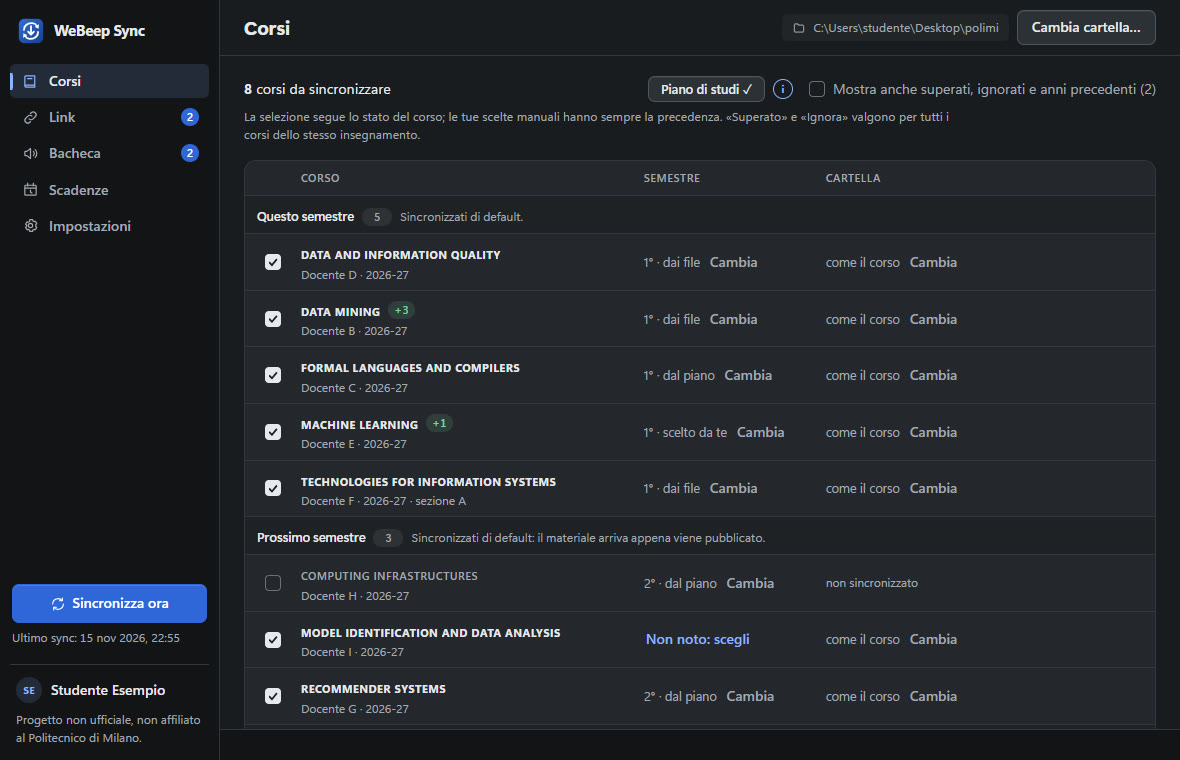 WeBeep Sync
Corsi
Link 2
Bacheca 2
Scadenze
Impostazioni
Sincronizza ora
Ultimo sync: 15 nov 2026, 22:55
SE Studente Esempio
Progetto non ufficiale, non affiliato
al Politecnico di Milano.
Corsi
C:\Users\studente\Desktop\polimi
Cambia cartella...
8 corsi da sincronizzare
Piano di studi ✓
i
Mostra anche superati, ignorati e anni precedenti (2)
La selezione segue lo stato del corso; le tue scelte manuali hanno sempre la precedenza. «Superato» e «Ignora» valgono per tutti i
corsi dello stesso insegnamento.
CORSO SEMESTRE CARTELLA
Questo semestre 5 Sincronizzati di default.
DATA AND INFORMATION QUALITY
Docente D · 2026-27
1° · dai file Cambia
come il corso Cambia
DATA MINING +3
Docente B · 2026-27
1° · dai file Cambia
come il corso Cambia
FORMAL LANGUAGES AND COMPILERS
Docente C · 2026-27
1° · dal piano Cambia
come il corso Cambia
MACHINE LEARNING +1
Docente E · 2026-27
1° · scelto da te Cambia
come il corso Cambia
TECHNOLOGIES FOR INFORMATION SYSTEMS
Docente F · 2026-27 · sezione A
1° · dai file Cambia
come il corso Cambia
Prossimo semestre 3 Sincronizzati di default: il materiale arriva appena viene pubblicato.
COMPUTING INFRASTRUCTURES
Docente H · 2026-27
2° · dal piano Cambia
non sincronizzato
MODEL IDENTIFICATION AND DATA ANALYSIS
Docente I · 2026-27
Non noto: scegli
come il corso Cambia
RECOMMENDER SYSTEMS
Docente G · 2026-27
2° · dal piano Cambia
come il corso Cambia